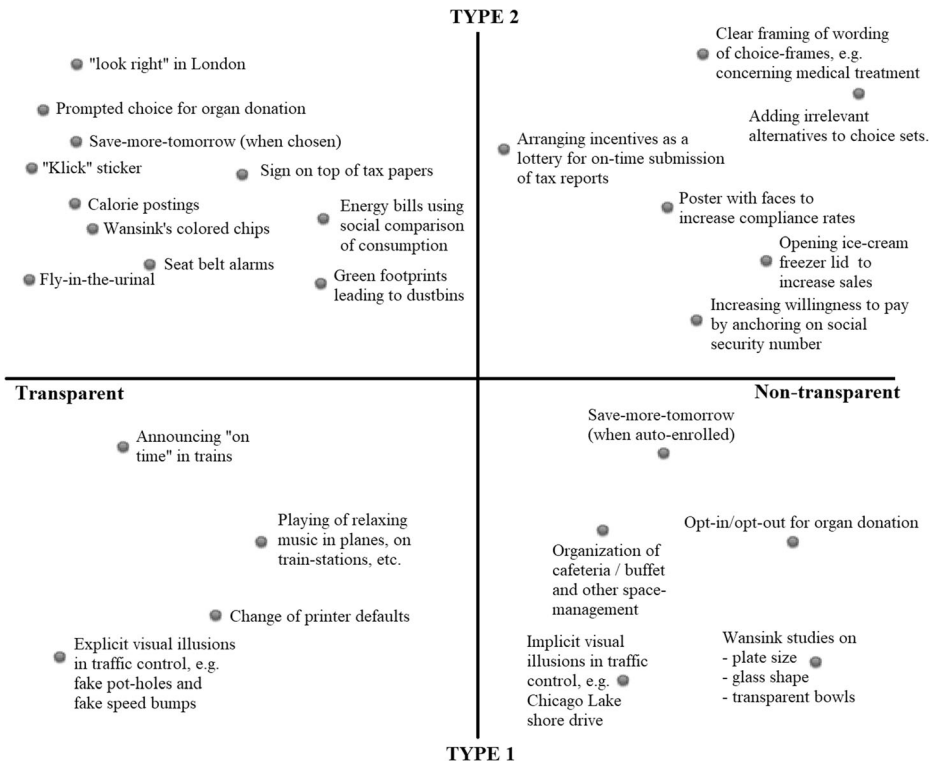 TYPE 2
"look right" in London
Prompted choice for organ donation
Save-more-tomorrow (when chosen)
"Klick" sticker
Sign on top of tax papers
Calorie postings
Wansink's colored chips
Energy bills using
social comparison
of consumption
Seat belt alarms
Fly-in-the-urinal
Green footprints
leading to dustbins
Clear framing of wording
of choice-frames, e.g.
concerning medical treatment
Adding irrelevant
alternatives to choice sets.
Arranging incentives as a
lottery for on-time submission
of tax reports
Poster with faces to
increase compliance rates
Opening ice-cream
freezer lid to
increase sales
Increasing willingness to pay
by anchoring on social
security number
Transparent
Non-transparent
Announcing "on
time" in trains
Playing of relaxing
music in planes, on
train-stations, etc.
Change of printer defaults
Explicit visual illusions
in traffic control, e.g.
fake pot-holes and
fake speed bumps
Save-more-tomorrow
(when auto-enrolled)
Opt-in/opt-out for organ donation
Organization of
cafeteria / buffet
and other space-
management
Implicit visual
illusions in traffic
control, e.g.
Chicago Lake
shore drive
Wansink studies on
- plate size
- glass shape
- transparent bowls
TYPE 1